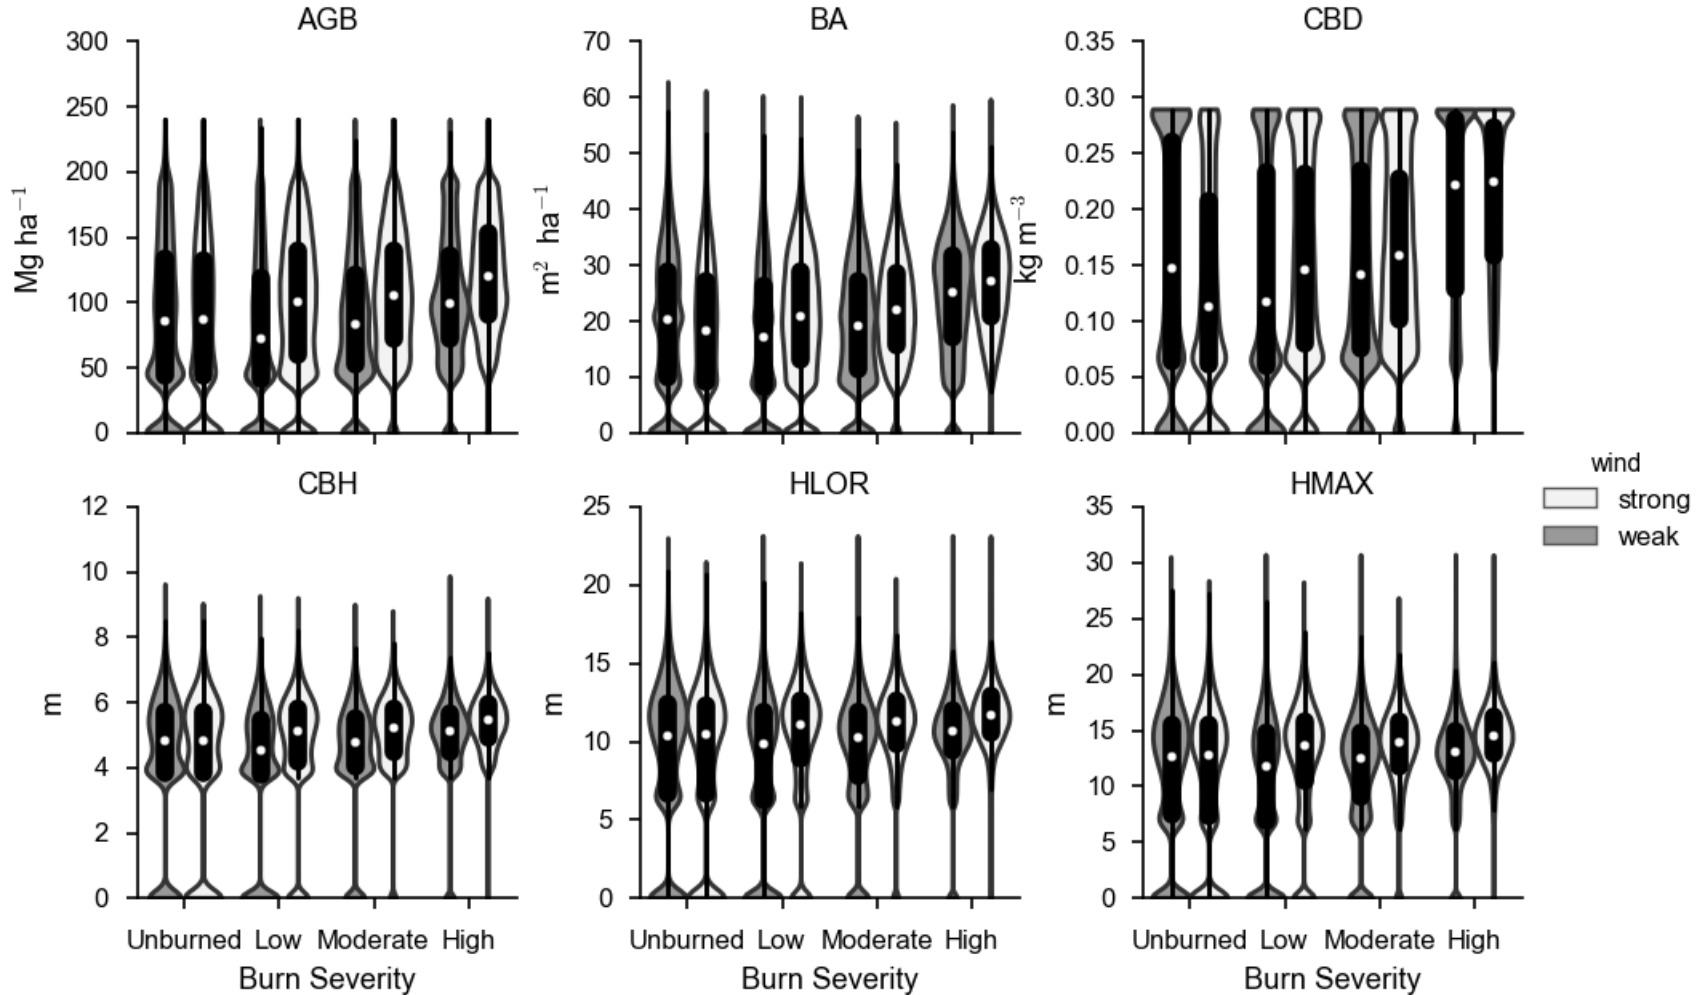 AGB
BA
CBD
300
250
200
150
100
50
0
Mg ha⁻¹
70
60
50
40
30
20
10
0
m² ha⁻¹
0.35
0.30
0.25
0.20
0.15
0.10
0.05
0.00
kg m⁻³
CBH
HLOR
HMAX
12
10
8
6
4
2
0
m
25
20
15
10
5
0
m
35
30
25
20
15
10
5
0
m
wind
strong
weak
Unburned Low Moderate High
Burn Severity
Unburned Low Moderate High
Burn Severity
Unburned Low Moderate High
Burn Severity